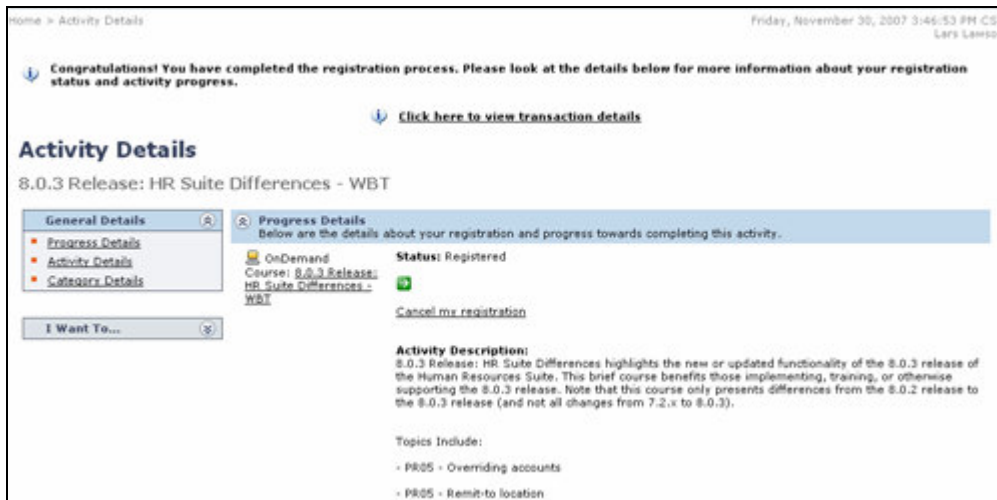 Home > Activity Details
Friday, November 30, 2007 3:46:53 PM CS
Lars Lawso
Congratulations! You have completed the registration process. Please look at the details below for more information about your registration
status and activity progress.
Click here to view transaction details
Activity Details
8.0.3 Release: HR Suite Differences - WBT
General Details
Progress Details
Activity Details
Category Details
I Want To...
Progress Details
Below are the details about your registration and progress towards completing this activity.
OnDemand
Course: 8.0.3 Release:
HR Suite Differences -
WBT
Status: Registered
Cancel my registration
Activity Description:
8.0.3 Release: HR Suite Differences highlights the new or updated functionality of the 8.0.3 release of
the Human Resources Suite. This brief course benefits those implementing, training, or otherwise
supporting the 8.0.3 release. Note that this course only presents differences from the 8.0.2 release to
the 8.0.3 release (and not all changes from 7.2.x to 8.0.3).
Topics Include:
- PR05 - Overriding accounts
- PR05 - Remit-to location